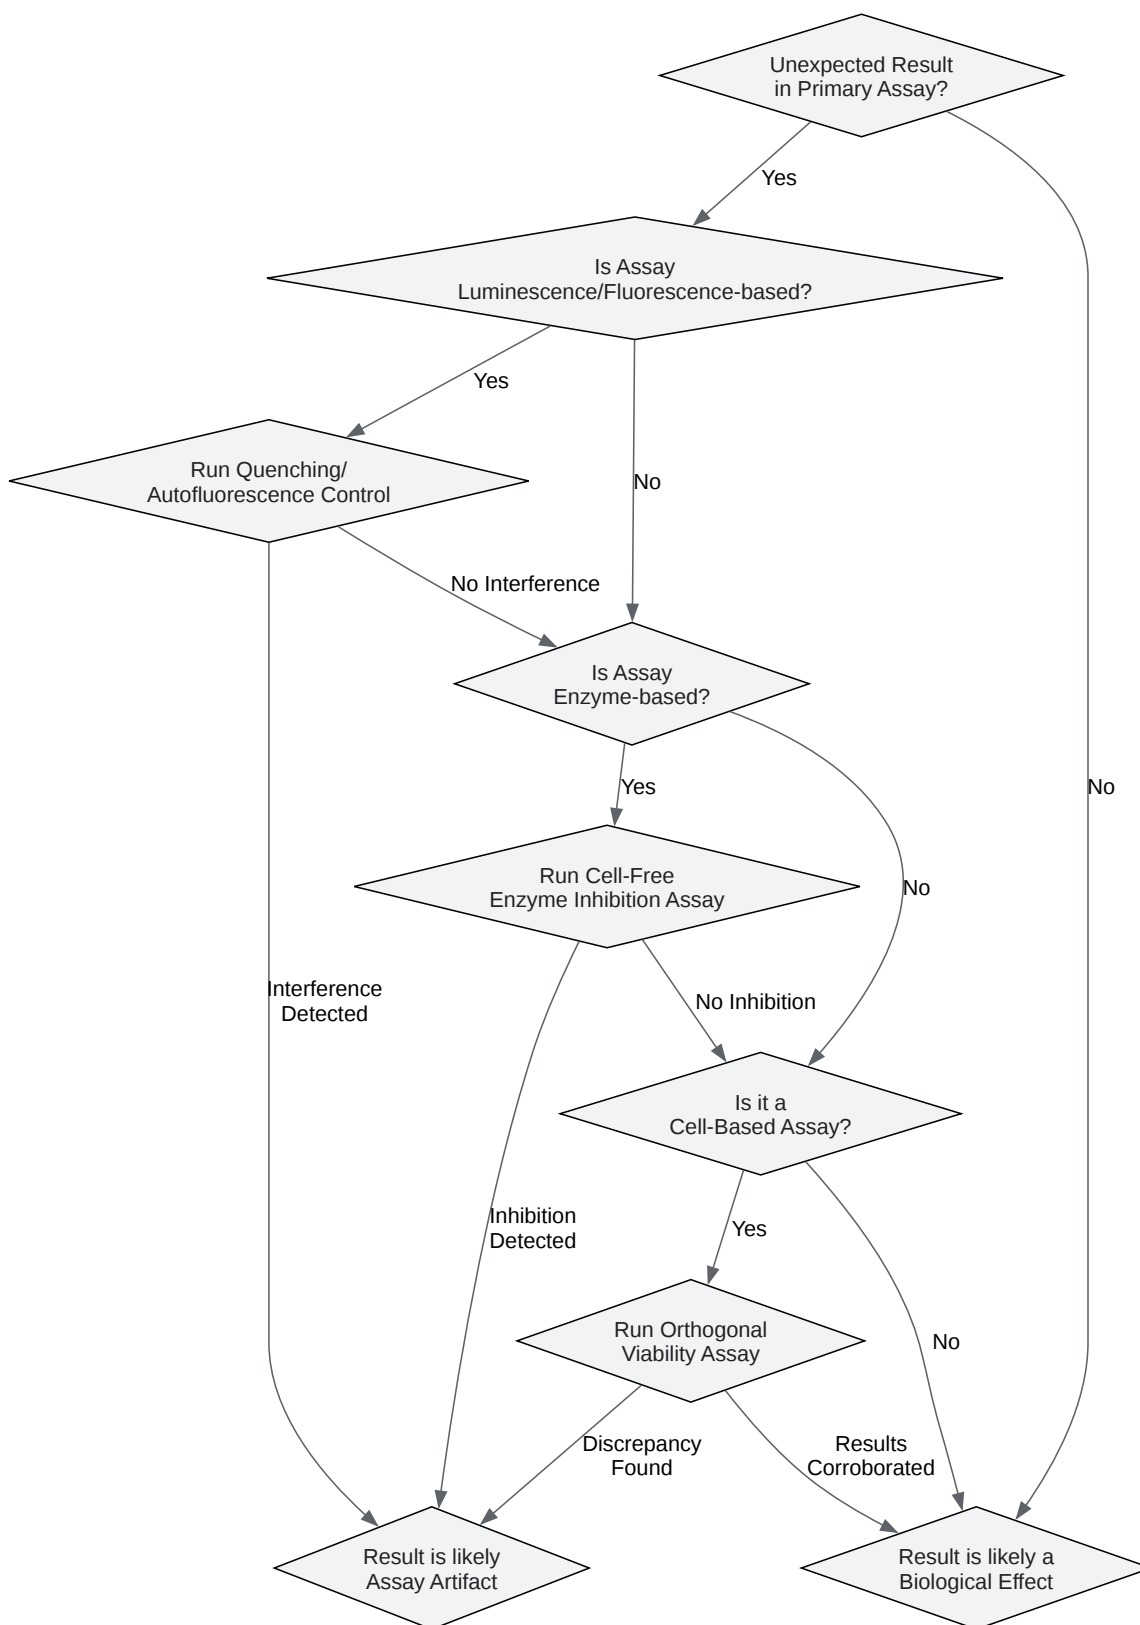 Unexpected Result
in Primary Assay?
Yes
Is Assay
Luminescence/Fluorescence-based?
Yes
Run Quenching/
Autofluorescence Control
No
No Interference
Is Assay
Enzyme-based?
Yes
No
Run Cell-Free
Enzyme Inhibition Assay
No
Interference
Detected
No Inhibition
Is it a
Cell-Based Assay?
Inhibition
Detected
Yes
Run Orthogonal
Viability Assay
No
Discrepancy
Found
Results
Corroborated
Result is likely
Assay Artifact
Result is likely a
Biological Effect